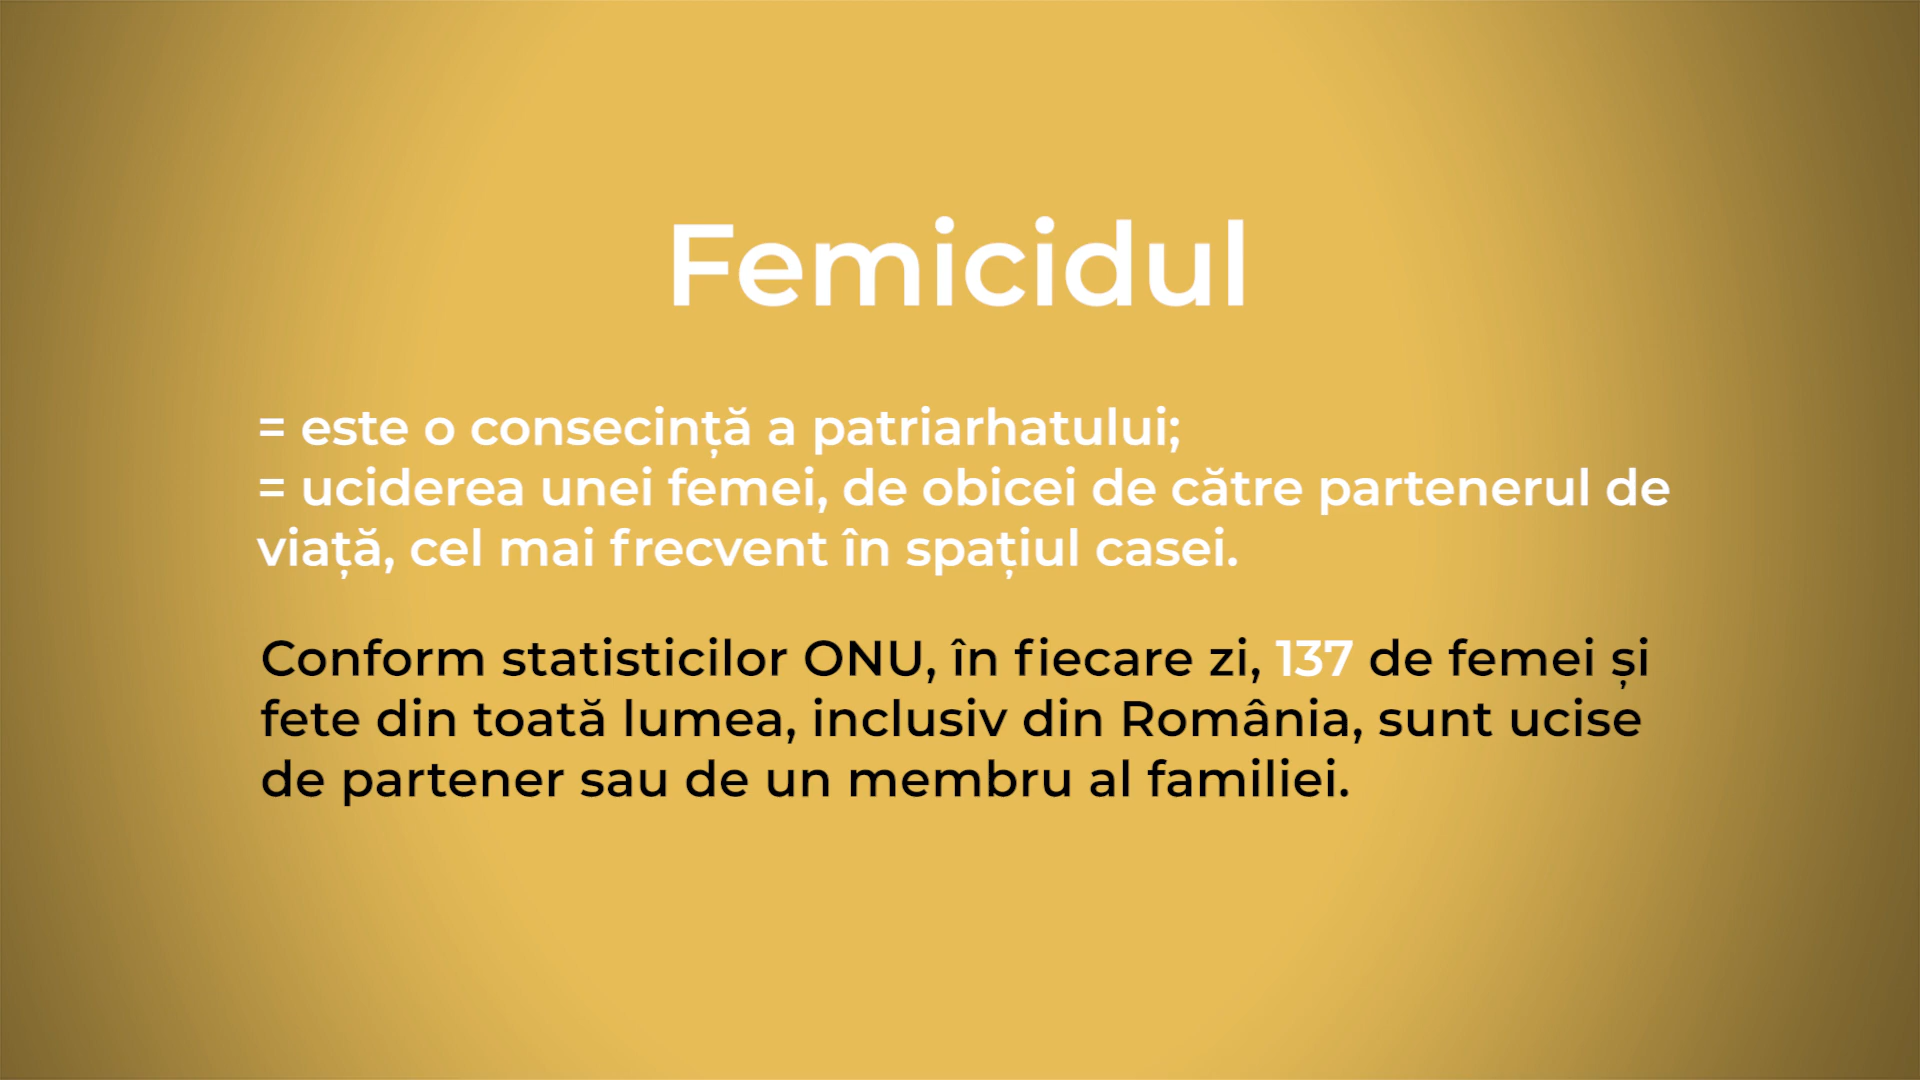 Femicidul
= este o consecință a patriarhatului;
= uciderea unei femei, de obicei de către partenerul de
viață, cel mai frecvent în spațiul casei.
Conform statisticilor ONU, în fiecare zi, 137 de femei și
fete din toată lumea, inclusiv din România, sunt ucise
de partener sau de un membru al familiei.